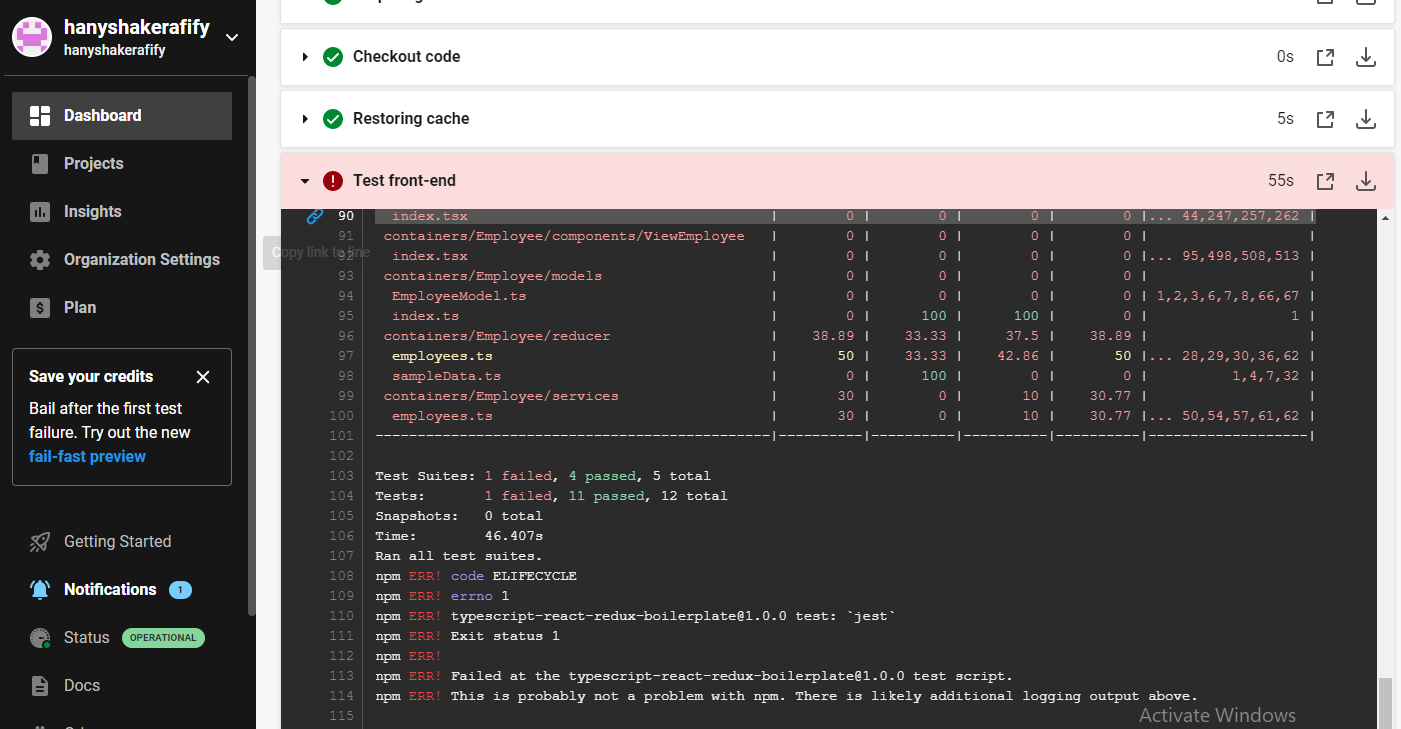 hanyshakerafify
hanyshakerafify
Dashboard
Projects
Insights
Organization Settings
Plan
Save your credits
Bail after the first test
failure. Try out the new
fail-fast preview
Getting Started
Notifications 1
Status OPERATIONAL
Docs
Checkout code 0s
Restoring cache 5s
Test front-end 55s
Copy link to line
90 index.tsx | 0 | 0 | 0 | 0 |... 44,247,257,262 |
91 containers/Employee/components/ViewEmployee | 0 | 0 | 0 | 0 | |
92 index.tsx | 0 | 0 | 0 | 0 |... 95,498,508,513 |
93 containers/Employee/models | 0 | 0 | 0 | 0 | |
94 EmployeeModel.ts | 0 | 0 | 0 | 0 | 1,2,3,6,7,8,66,67 |
95 index.ts | 0 | 100 | 100 | 0 | 1 |
96 containers/Employee/reducer | 38.89 | 33.33 | 37.5 | 38.89 | |
97 employees.ts | 50 | 33.33 | 42.86 | 50 |... 28,29,30,36,62 |
98 sampleData.ts | 0 | 100 | 0 | 0 | 1,4,7,32 |
99 containers/Employee/services | 30 | 0 | 10 | 30.77 | |
100 employees.ts | 30 | 0 | 10 | 30.77 |... 50,54,57,61,62 |
101 -----------------------------------------------|----------|----------|----------|----------|-------------------|
102
103 Test Suites: 1 failed, 4 passed, 5 total
104 Tests: 1 failed, 11 passed, 12 total
105 Snapshots: 0 total
106 Time: 46.407s
107 Ran all test suites.
108 npm ERR! code ELIFECYCLE
109 npm ERR! errno 1
110 npm ERR! typescript-react-redux-boilerplate@1.0.0 test: `jest`
111 npm ERR! Exit status 1
112 npm ERR!
113 npm ERR! Failed at the typescript-react-redux-boilerplate@1.0.0 test script.
114 npm ERR! This is probably not a problem with npm. There is likely additional logging output above.
115
Activate Windows